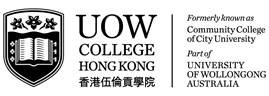 UOW
COLLEGE
HONG KONG
香港伍倫貢學院
Formerly known as
Community College
of City University
Part of
UNIVERSITY
OF WOLLONGONG
AUSTRALIA